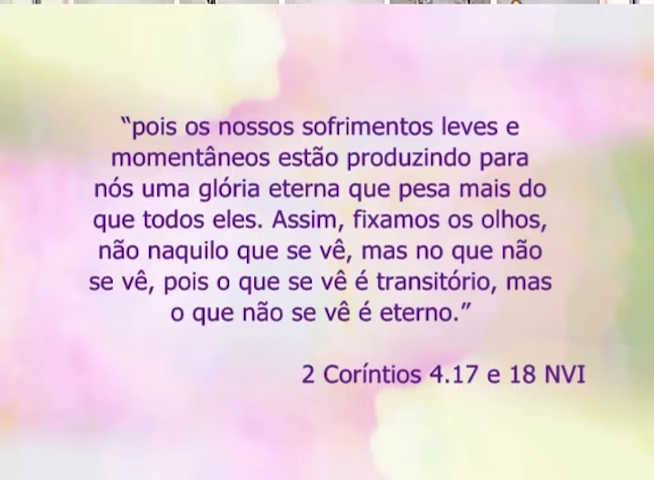 “pois os nossos sofrimentos leves e
momentâneos estão produzindo para
nós uma glória eterna que pesa mais do
que todos eles. Assim, fixamos os olhos,
não naquilo que se vê, mas no que não
se vê, pois o que se vê é transitório, mas
o que não se vê é eterno.”
2 Coríntios 4.17 e 18 NVI